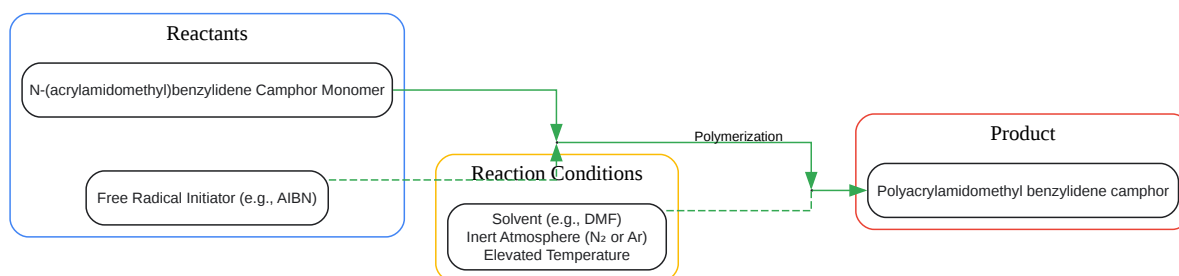 Reactants
N-(acrylamidomethyl)benzylidene Camphor Monomer
Free Radical Initiator (e.g., AIBN)
Polymerization
Reaction Conditions
Solvent (e.g., DMF)
Inert Atmosphere (N₂ or Ar)
Elevated Temperature
Product
Polyacrylamidomethyl benzylidene camphor